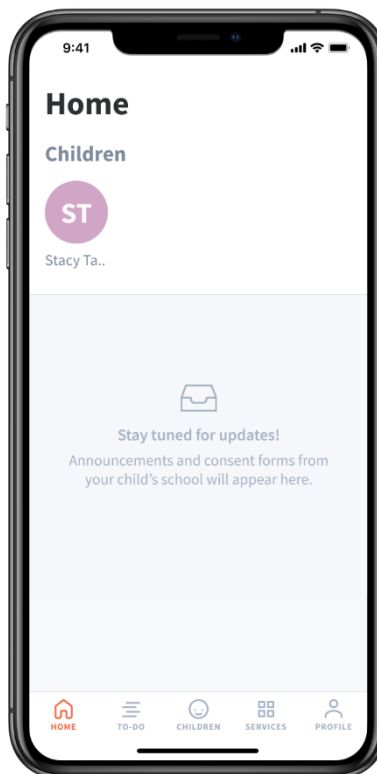 9:41
Home
Children
ST
Stacy Ta..
Stay tuned for updates!
Announcements and consent forms from
your child's school will appear here.
HOME TO-DO CHILDREN SERVICES PROFILE